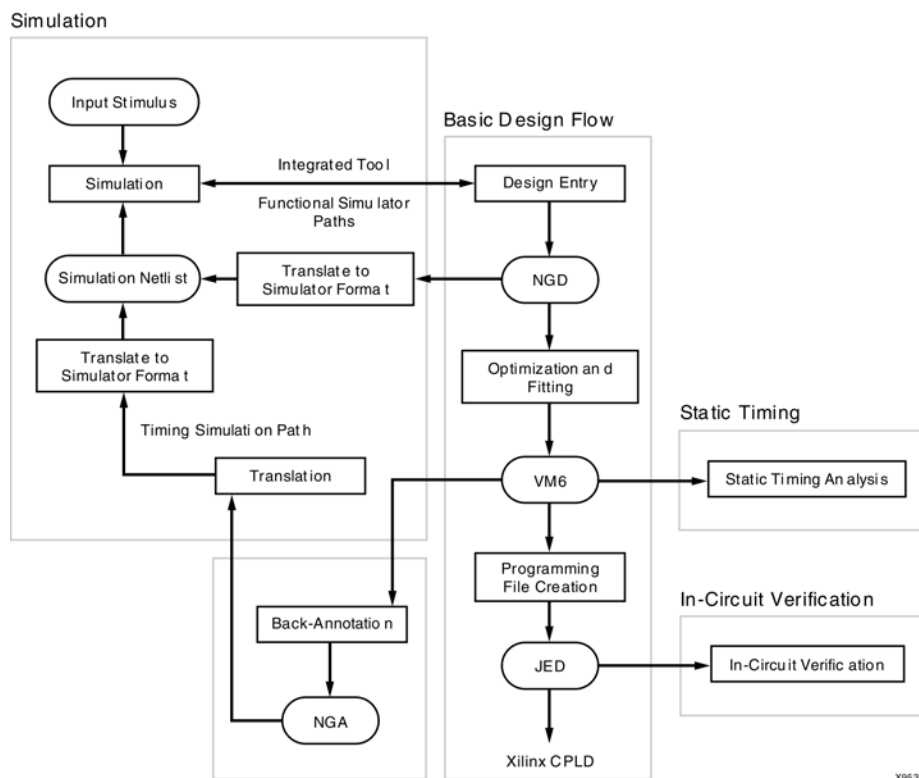 Simulation
Input Stimulus
Simulation
Integrated Tool
Functional Simulator
Paths
Simulation Netlist
Translate to
Simulator Format
Translate to
Simulator Format
Timing Simulation Path
Translation
Back-Annotation
NGA
Basic Design Flow
Design Entry
NGD
Optimization and
Fitting
VM6
Programming
File Creation
JED
Xilinx CPLD
Static Timing
Static Timing Analysis
In-Circuit Verification
In-Circuit Verification